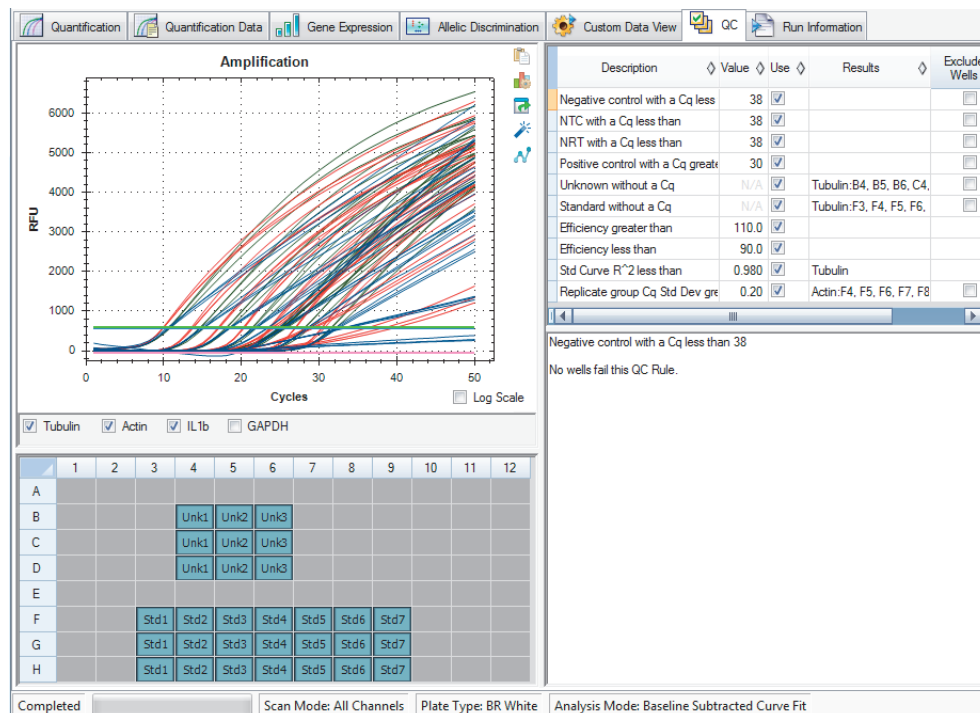 Quantification Quantification Data Gene Expression Allelic Discrimination Custom Data View QC Run Information
Amplification
RFU
6000
5000
4000
3000
2000
1000
0
0 10 20 30 40 50
Cycles
Log Scale
Tubulin Actin IL1b GAPDH
1 2 3 4 5 6 7 8 9 10 11 12
A
B Unk1 Unk2 Unk3
C Unk1 Unk2 Unk3
D Unk1 Unk2 Unk3
E
F Std1 Std2 Std3 Std4 Std5 Std6 Std7
G Std1 Std2 Std3 Std4 Std5 Std6 Std7
H Std1 Std2 Std3 Std4 Std5 Std6 Std7
Description Value Use Results Exclude
Wells
Negative control with a Cq less 38
NTC with a Cq less than 38
NRT with a Cq less than 38
Positive control with a Cq greate 30
Unknown without a Cq N/A Tubulin:B4, B5, B6, C4,
Standard without a Cq N/A Tubulin:F3, F4, F5, F6,
Efficiency greater than 110.0
Efficiency less than 90.0
Std Curve R^2 less than 0.980 Tubulin
Replicate group Cq Std Dev gre 0.20 Actin:F4, F5, F6, F7, F8
Negative control with a Cq less than 38
No wells fail this QC Rule.
Completed Scan Mode: All Channels Plate Type: BR White Analysis Mode: Baseline Subtracted Curve Fit